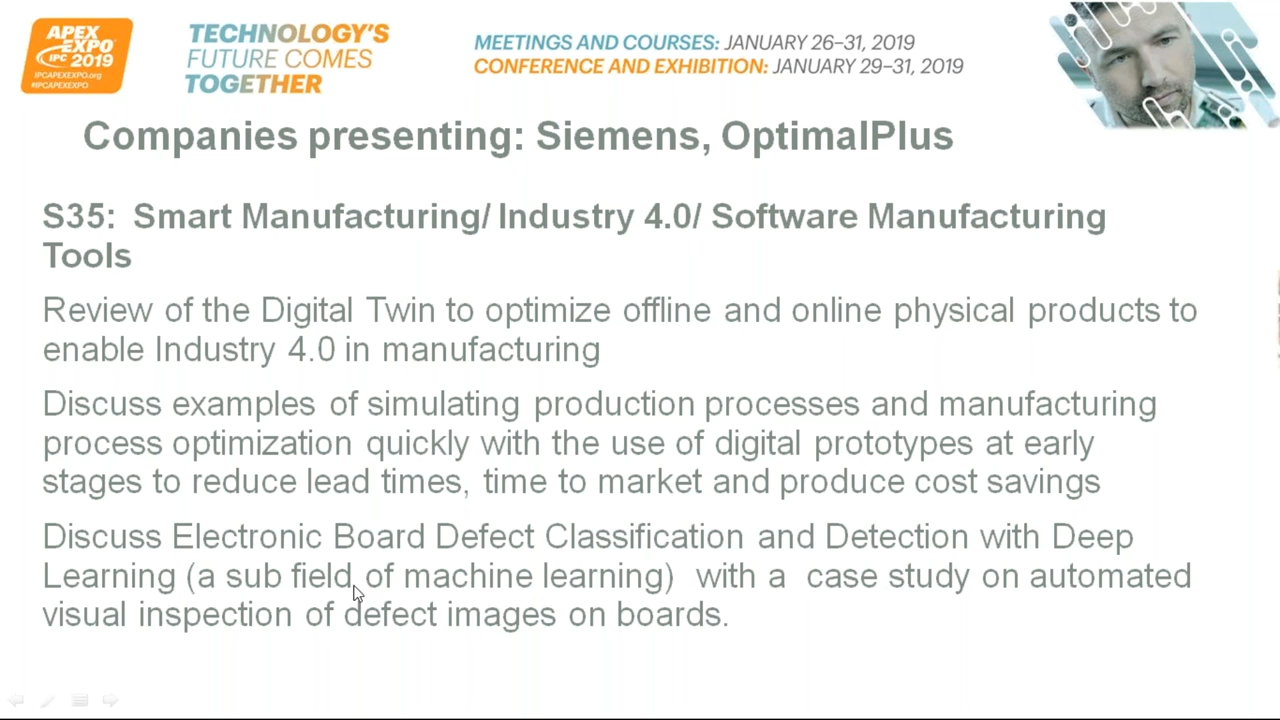 APEX
EXPO
IPC 2019
IPCAPEXEXPO.org
#IPCAPEXEXPO
TECHNOLOGY'S
FUTURE COMES
TOGETHER
MEETINGS AND COURSES: JANUARY 26–31, 2019
CONFERENCE AND EXHIBITION: JANUARY 29–31, 2019
Companies presenting: Siemens, OptimalPlus
S35: Smart Manufacturing/ Industry 4.0/ Software Manufacturing
Tools
Review of the Digital Twin to optimize offline and online physical products to
enable Industry 4.0 in manufacturing
Discuss examples of simulating production processes and manufacturing
process optimization quickly with the use of digital prototypes at early
stages to reduce lead times, time to market and produce cost savings
Discuss Electronic Board Defect Classification and Detection with Deep
Learning (a sub field of machine learning) with a case study on automated
visual inspection of defect images on boards.